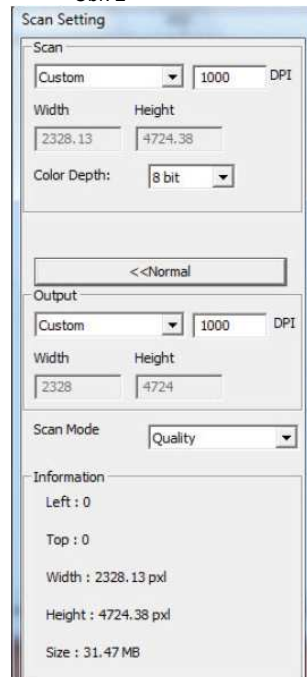 Scan Setting
Scan
Custom 1000 DPI
Width Height
2328.13 4724.38
Color Depth: 8 bit
<<Normal
Output
Custom 1000 DPI
Width Height
2328 4724
Scan Mode Quality
Information
Left : 0
Top : 0
Width : 2328.13 pxl
Height : 4724.38 pxl
Size : 31.47 MB